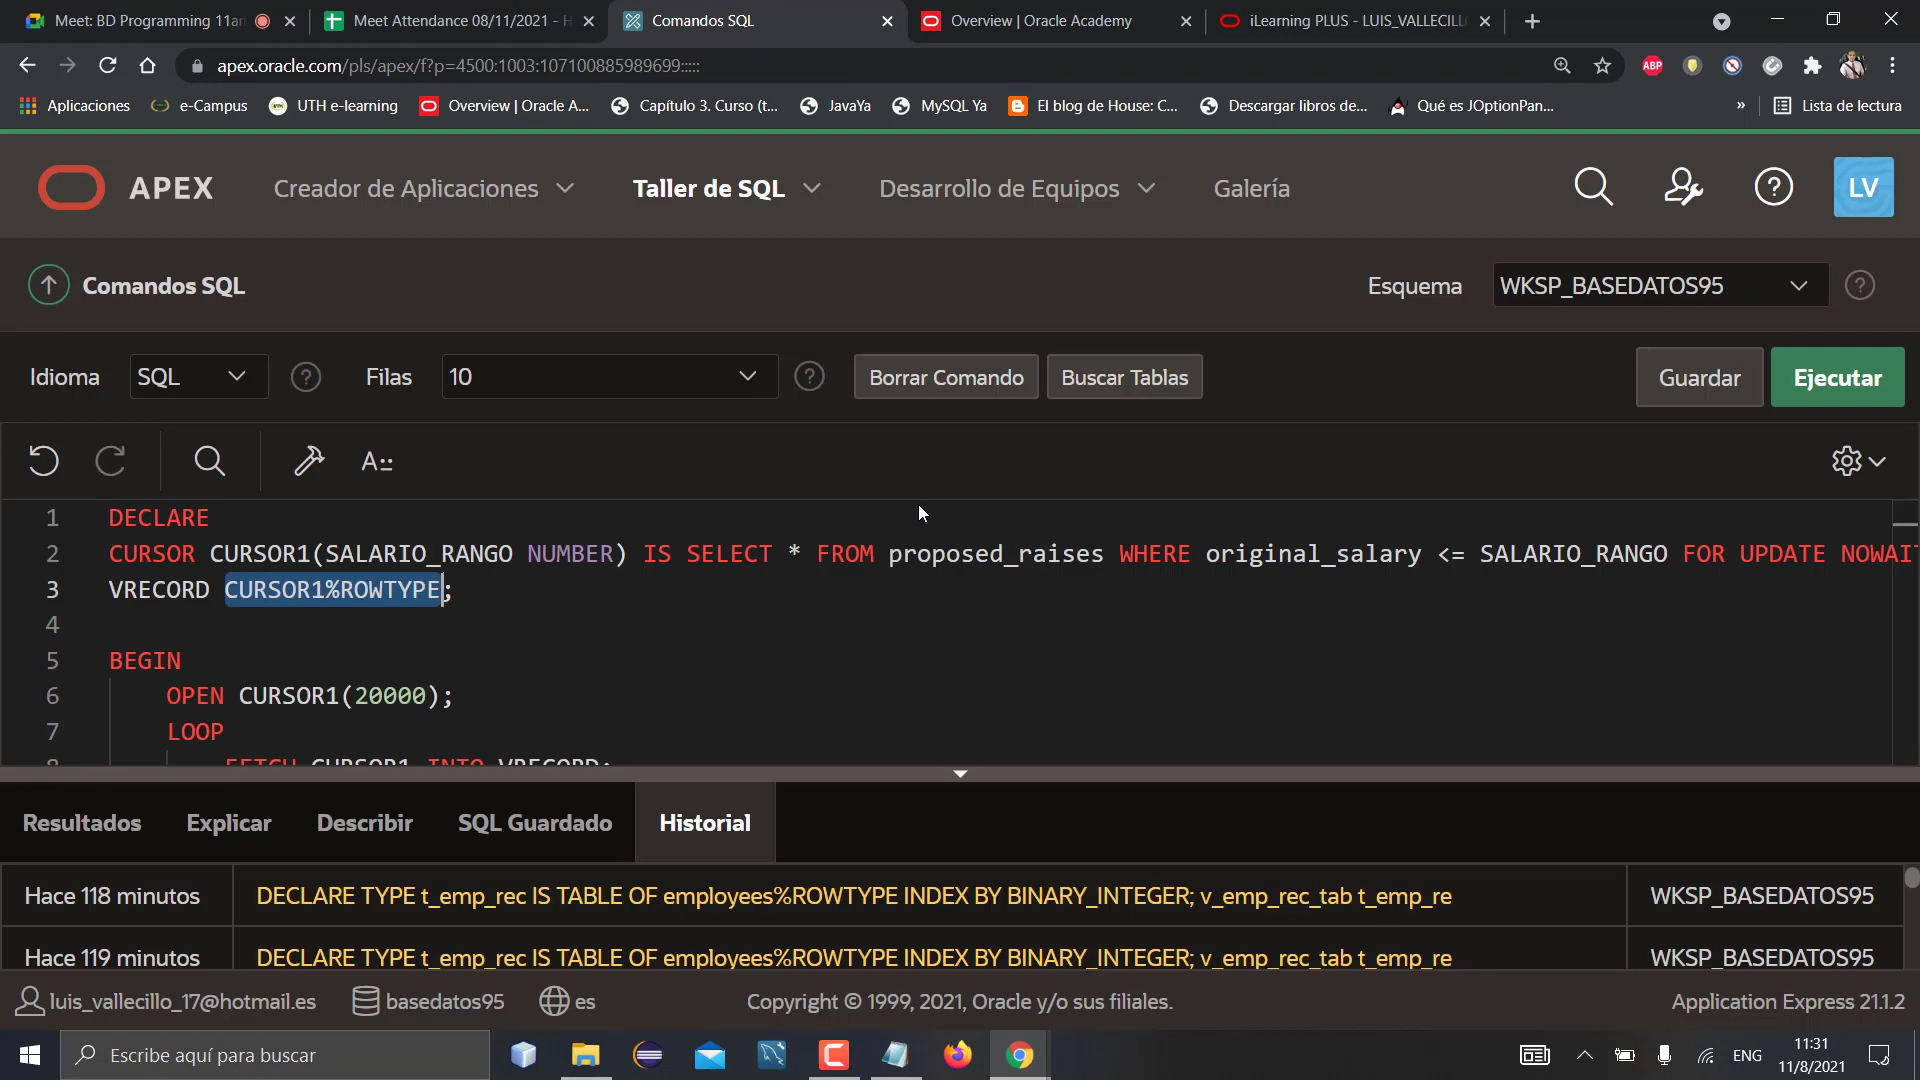 Meet: BD Programming 11am
Meet Attendance 08/11/2021 - H
Comandos SQL
Overview | Oracle Academy
iLearning PLUS - LUIS_VALLECILL
apex.oracle.com/pls/apex/f?p=4500:1003:107100885989699:::::
ABP
Aplicaciones
e-Campus
UTH e-learning
Overview | Oracle A...
Capítulo 3. Curso (t...
JavaYa
MySQL Ya
El blog de House: C...
Descargar libros de...
Qué es JOptionPan...
»
Lista de lectura
APEX
Creador de Aplicaciones
Taller de SQL
Desarrollo de Equipos
Galería
LV
Comandos SQL
Esquema
WKSP_BASEDATOS95
Idioma
SQL
Filas
10
Borrar Comando
Buscar Tablas
Guardar
Ejecutar
A::
1 DECLARE
2 CURSOR CURSOR1(SALARIO_RANGO NUMBER) IS SELECT * FROM proposed_raises WHERE original_salary <= SALARIO_RANGO FOR UPDATE NOWAIT
3 VRECORD CURSOR1%ROWTYPE;
4
5 BEGIN
6 OPEN CURSOR1(20000);
7 LOOP
8 FETCH CURSOR1 INTO VRECORD;
Resultados
Explicar
Describir
SQL Guardado
Historial
Hace 118 minutos
DECLARE TYPE t_emp_rec IS TABLE OF employees%ROWTYPE INDEX BY BINARY_INTEGER; v_emp_rec_tab t_emp_re
WKSP_BASEDATOS95
Hace 119 minutos
DECLARE TYPE t_emp_rec IS TABLE OF employees%ROWTYPE INDEX BY BINARY_INTEGER; v_emp_rec_tab t_emp_re
WKSP_BASEDATOS95
luis_vallecillo_17@hotmail.es
basedatos95
es
Copyright © 1999, 2021, Oracle y/o sus filiales.
Application Express 21.1.2
Escribe aquí para buscar
ENG
11:31
11/8/2021